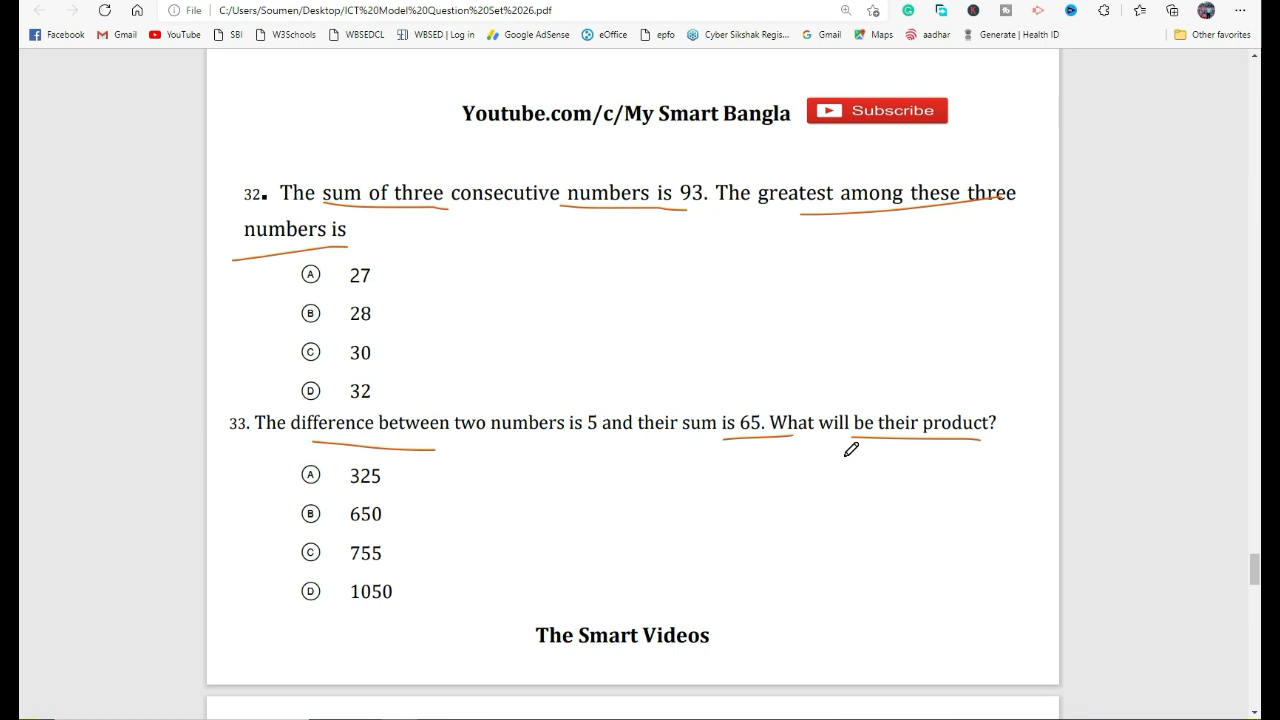 File C:/Users/Soumen/Desktop/ICT%20Model%20Question%20Set%2026.pdf
Facebook Gmail YouTube SBI W3Schools WBSEDCL WBSED | Log in Google AdSense eOffice epfo Cyber Sikshak Regis... Gmail Maps aadhar Generate | Health ID Other favorites
Youtube.com/c/My Smart Bangla Subscribe
32. The sum of three consecutive numbers is 93. The greatest among these three
numbers is
A 27
B 28
C 30
D 32
33. The difference between two numbers is 5 and their sum is 65. What will be their product?
A 325
B 650
C 755
D 1050
The Smart Videos